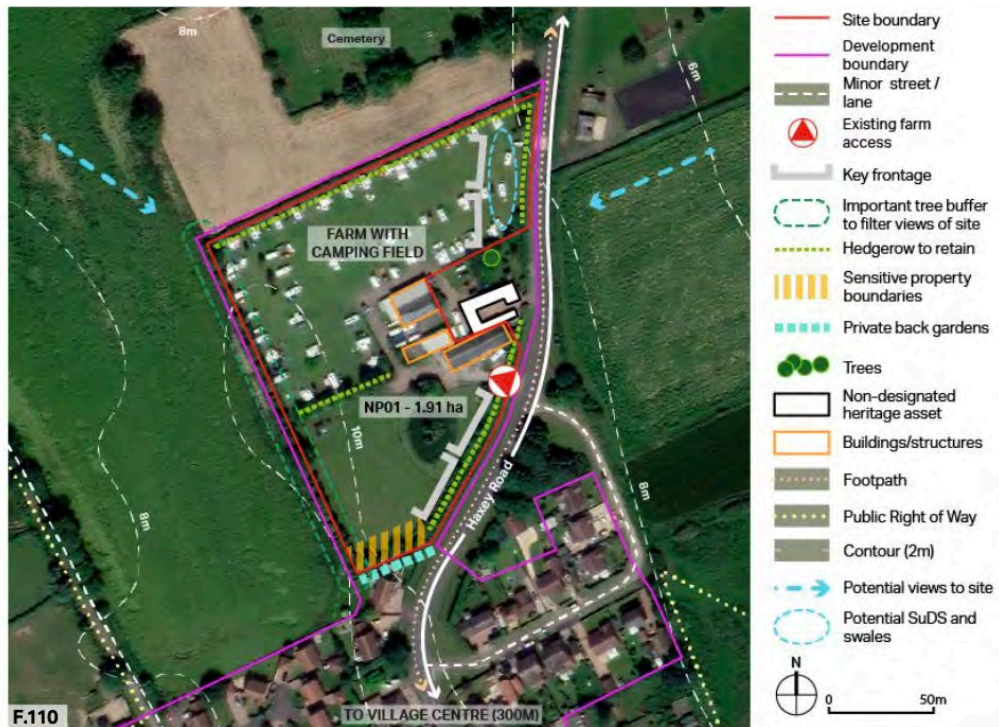 8m
Cemetery
6m
FARM WITH
CAMPING FIELD
NP01 - 1.91 ha
10m
8m
Haxey Road
8m
F.110
TO VILLAGE CENTRE (300M)
Site boundary
Development
boundary
Minor street /
lane
Existing farm
access
Key frontage
Important tree buffer
to filter views of site
Hedgerow to retain
Sensitive property
boundaries
Private back gardens
Trees
Non-designated
heritage asset
Buildings/structures
Footpath
Public Right of Way
Contour (2m)
Potential views to site
Potential SuDS and
swales
N
0
50m